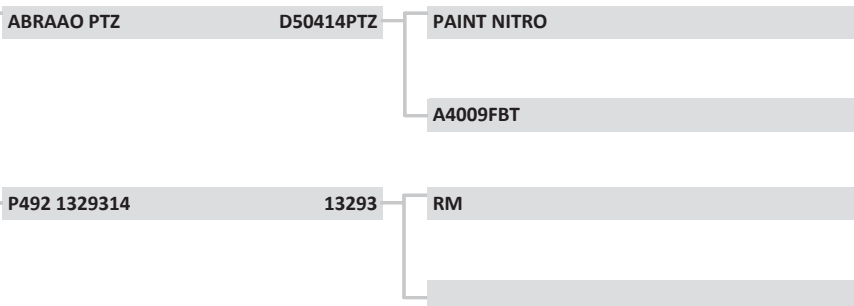 ABRAAO PTZ D50414PTZ PAINT NITRO
A4009FBT
P492 1329314 13293 RM